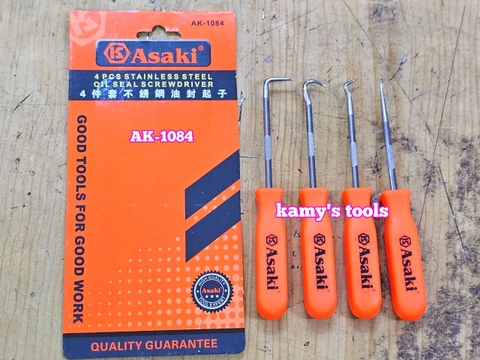 AK-1084
Asaki®
4 PCS STAINLESS STEEL
OIL SEAL SCREWDRIVER
4件套不銹鋼油封起子
AK-1084
GOOD TOOLS FOR GOOD WORK
Asaki
QUALITY GUARANTEE
kamy's tools
Asaki
Asaki
Asaki
Asaki